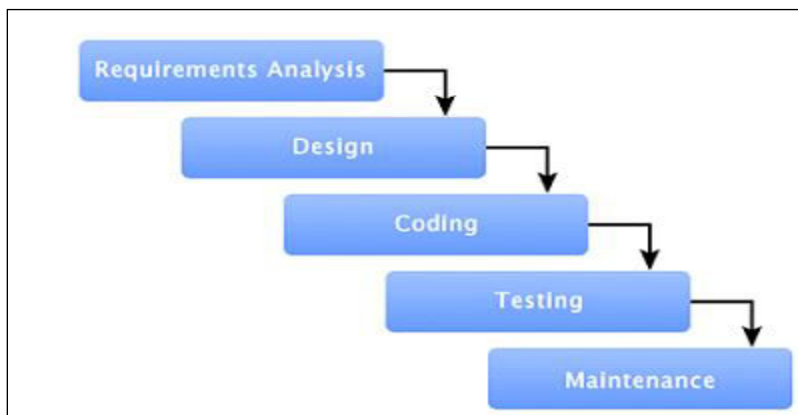 Requirements Analysis
Design
Coding
Testing
Maintenance